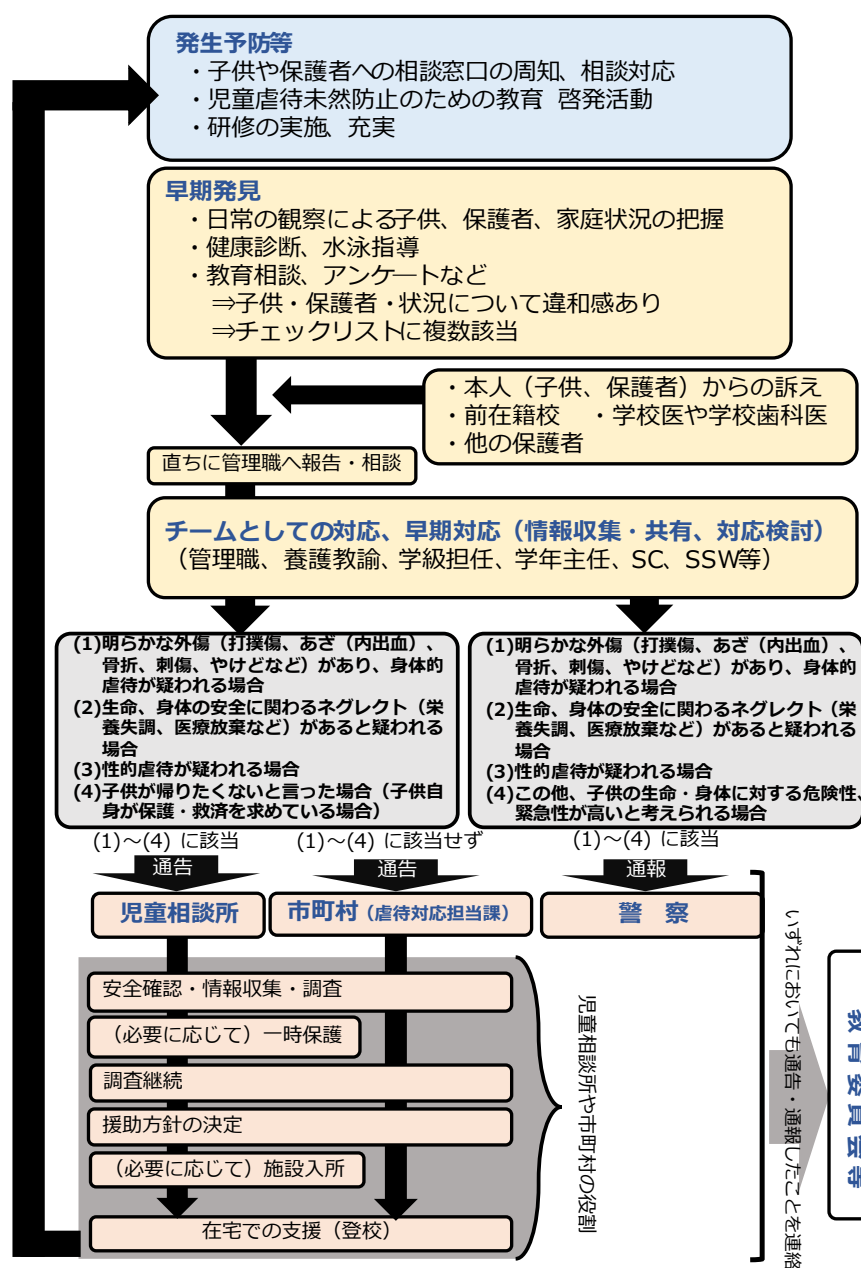 発生予防等
・子供や保護者への相談窓口の周知、相談対応
・児童虐待未然防止のための教育 啓発活動
・研修の実施、充実
早期発見
・日常の観察による子供、保護者、家庭状況の把握
・健康診断、水泳指導
・教育相談、アンケートなど
⇒子供・保護者・状況について違和感あり
⇒チェックリストに複数該当
・本人（子供、保護者）からの訴え
・前在籍校　・学校医や学校歯科医
・他の保護者
直ちに管理職へ報告・相談
チームとしての対応、早期対応（情報収集・共有、対応検討）
（管理職、養護教諭、学級担任、学年主任、SC、SSW等）
(1)明らかな外傷（打撲傷、あざ（内出血）、
骨折、刺傷、やけどなど）があり、身体的
虐待が疑われる場合
(2)生命、身体の安全に関わるネグレクト（栄
養失調、医療放棄など）があると疑われる
場合
(3)性的虐待が疑われる場合
(4)子供が帰りたくないと言った場合（子供自
身が保護・救済を求めている場合）
(1)明らかな外傷（打撲傷、あざ（内出血）、
骨折、刺傷、やけどなど）があり、身体的
虐待が疑われる場合
(2)生命、身体の安全に関わるネグレクト（栄
養失調、医療放棄など）があると疑われる
場合
(3)性的虐待が疑われる場合
(4)この他、子供の生命・身体に対する危険性、
緊急性が高いと考えられる場合
(1)～(4) に該当
(1)～(4) に該当せず
(1)～(4) に該当
通告
通告
通報
児童相談所
市町村（虐待対応担当課）
警 察
安全確認・情報収集・調査
（必要に応じて）一時保護
調査継続
援助方針の決定
（必要に応じて）施設入所
在宅での支援（登校）
児童相談所や市町村の役割
いずれにおいても通告・通報したことを連絡
教育委員会等